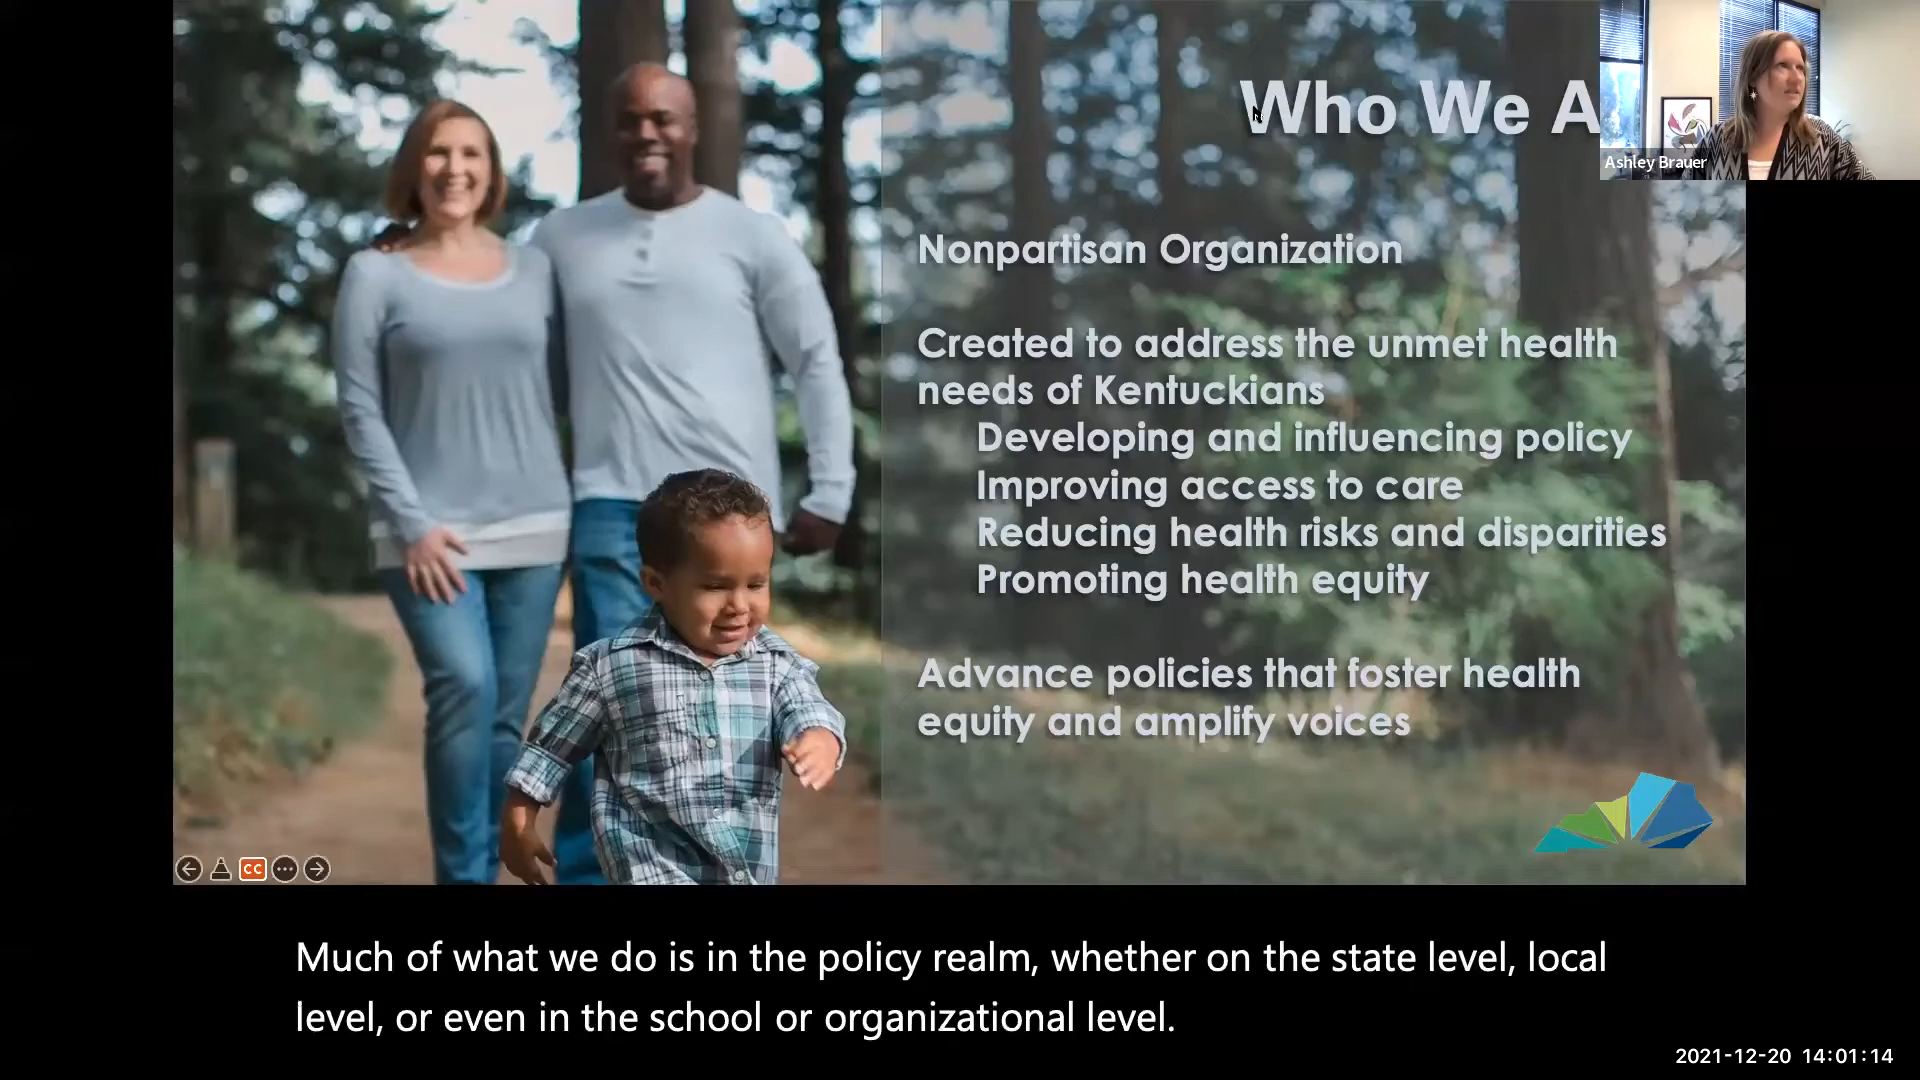 Who We A
Ashley Brauer
Nonpartisan Organization
Created to address the unmet health
needs of Kentuckians
Developing and influencing policy
Improving access to care
Reducing health risks and disparities
Promoting health equity
Advance policies that foster health
equity and amplify voices
CC
Much of what we do is in the policy realm, whether on the state level, local
level, or even in the school or organizational level.
2021-12-20 14:01:14